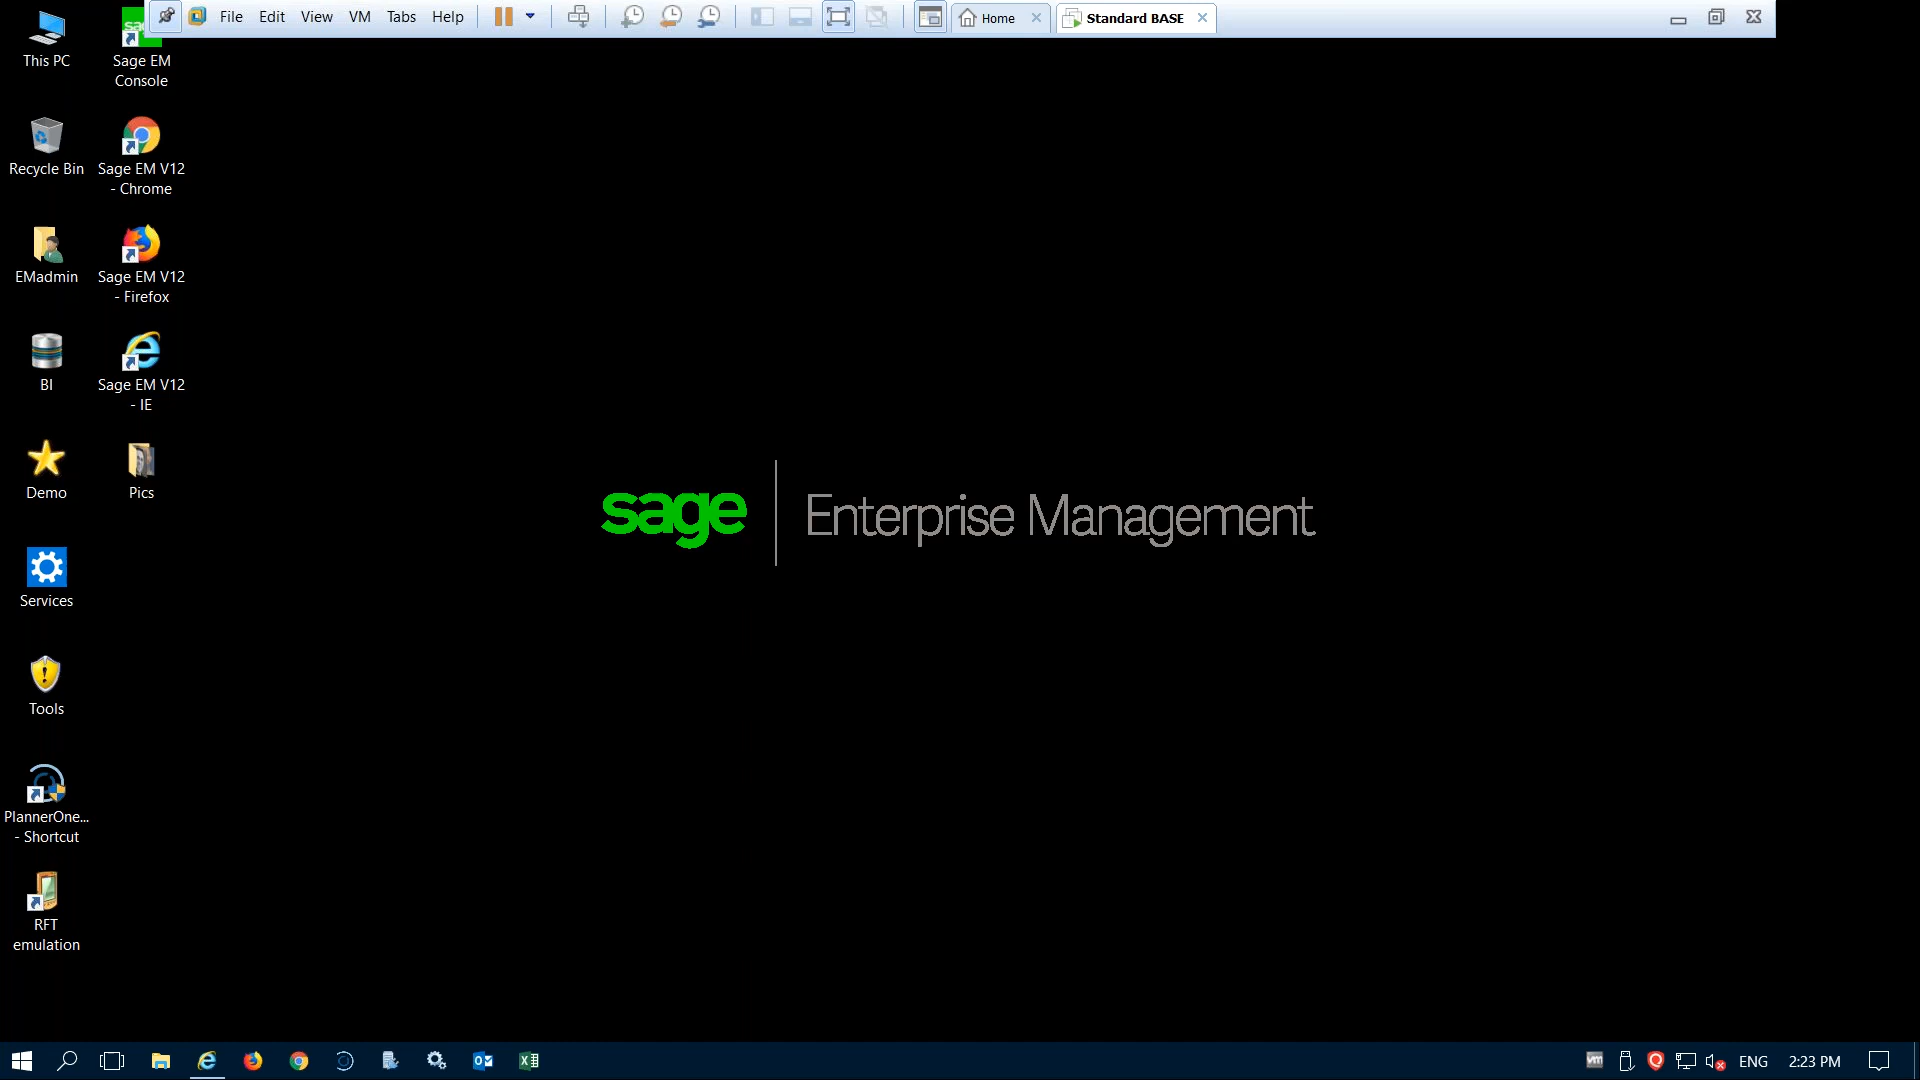 File Edit View VM Tabs Help
Home
Standard BASE
This PC
Sage EM
Console
Recycle Bin
Sage EM V12
- Chrome
EMadmin
Sage EM V12
- Firefox
BI
Sage EM V12
- IE
Demo
Pics
sage
Enterprise Management
Services
Tools
PlannerOne...
- Shortcut
RFT
emulation
vm
ENG
2:23 PM